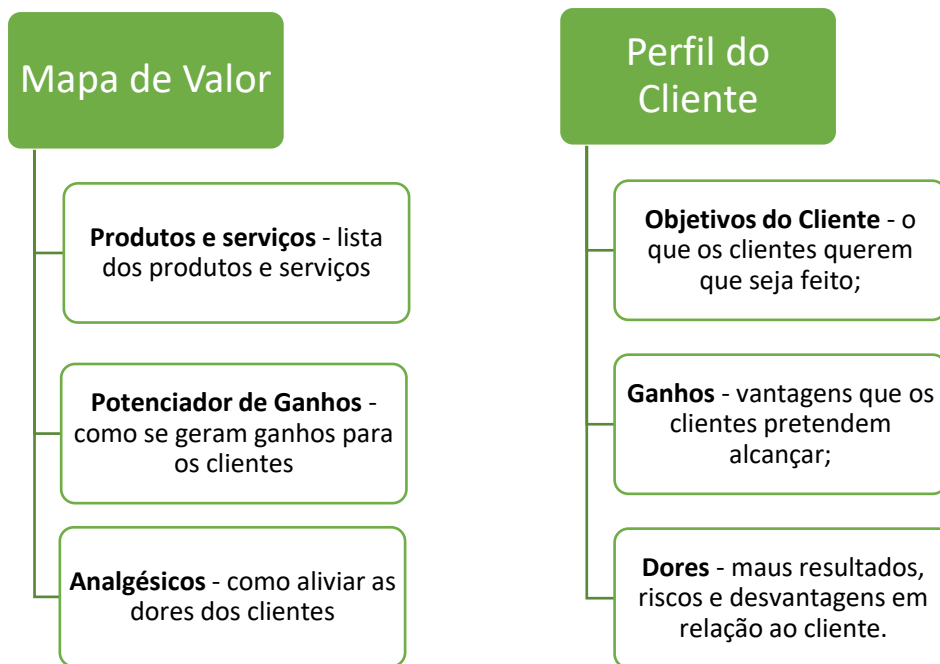 Mapa de Valor
Produtos e serviços - lista
dos produtos e serviços
Potenciador de Ganhos -
como se geram ganhos para
os clientes
Analgésicos - como aliviar as
dores dos clientes
Perfil do
Cliente
Objetivos do Cliente - o
que os clientes querem
que seja feito;
Ganhos - vantagens que os
clientes pretendem
alcançar;
Dores - maus resultados,
riscos e desvantagens em
relação ao cliente.